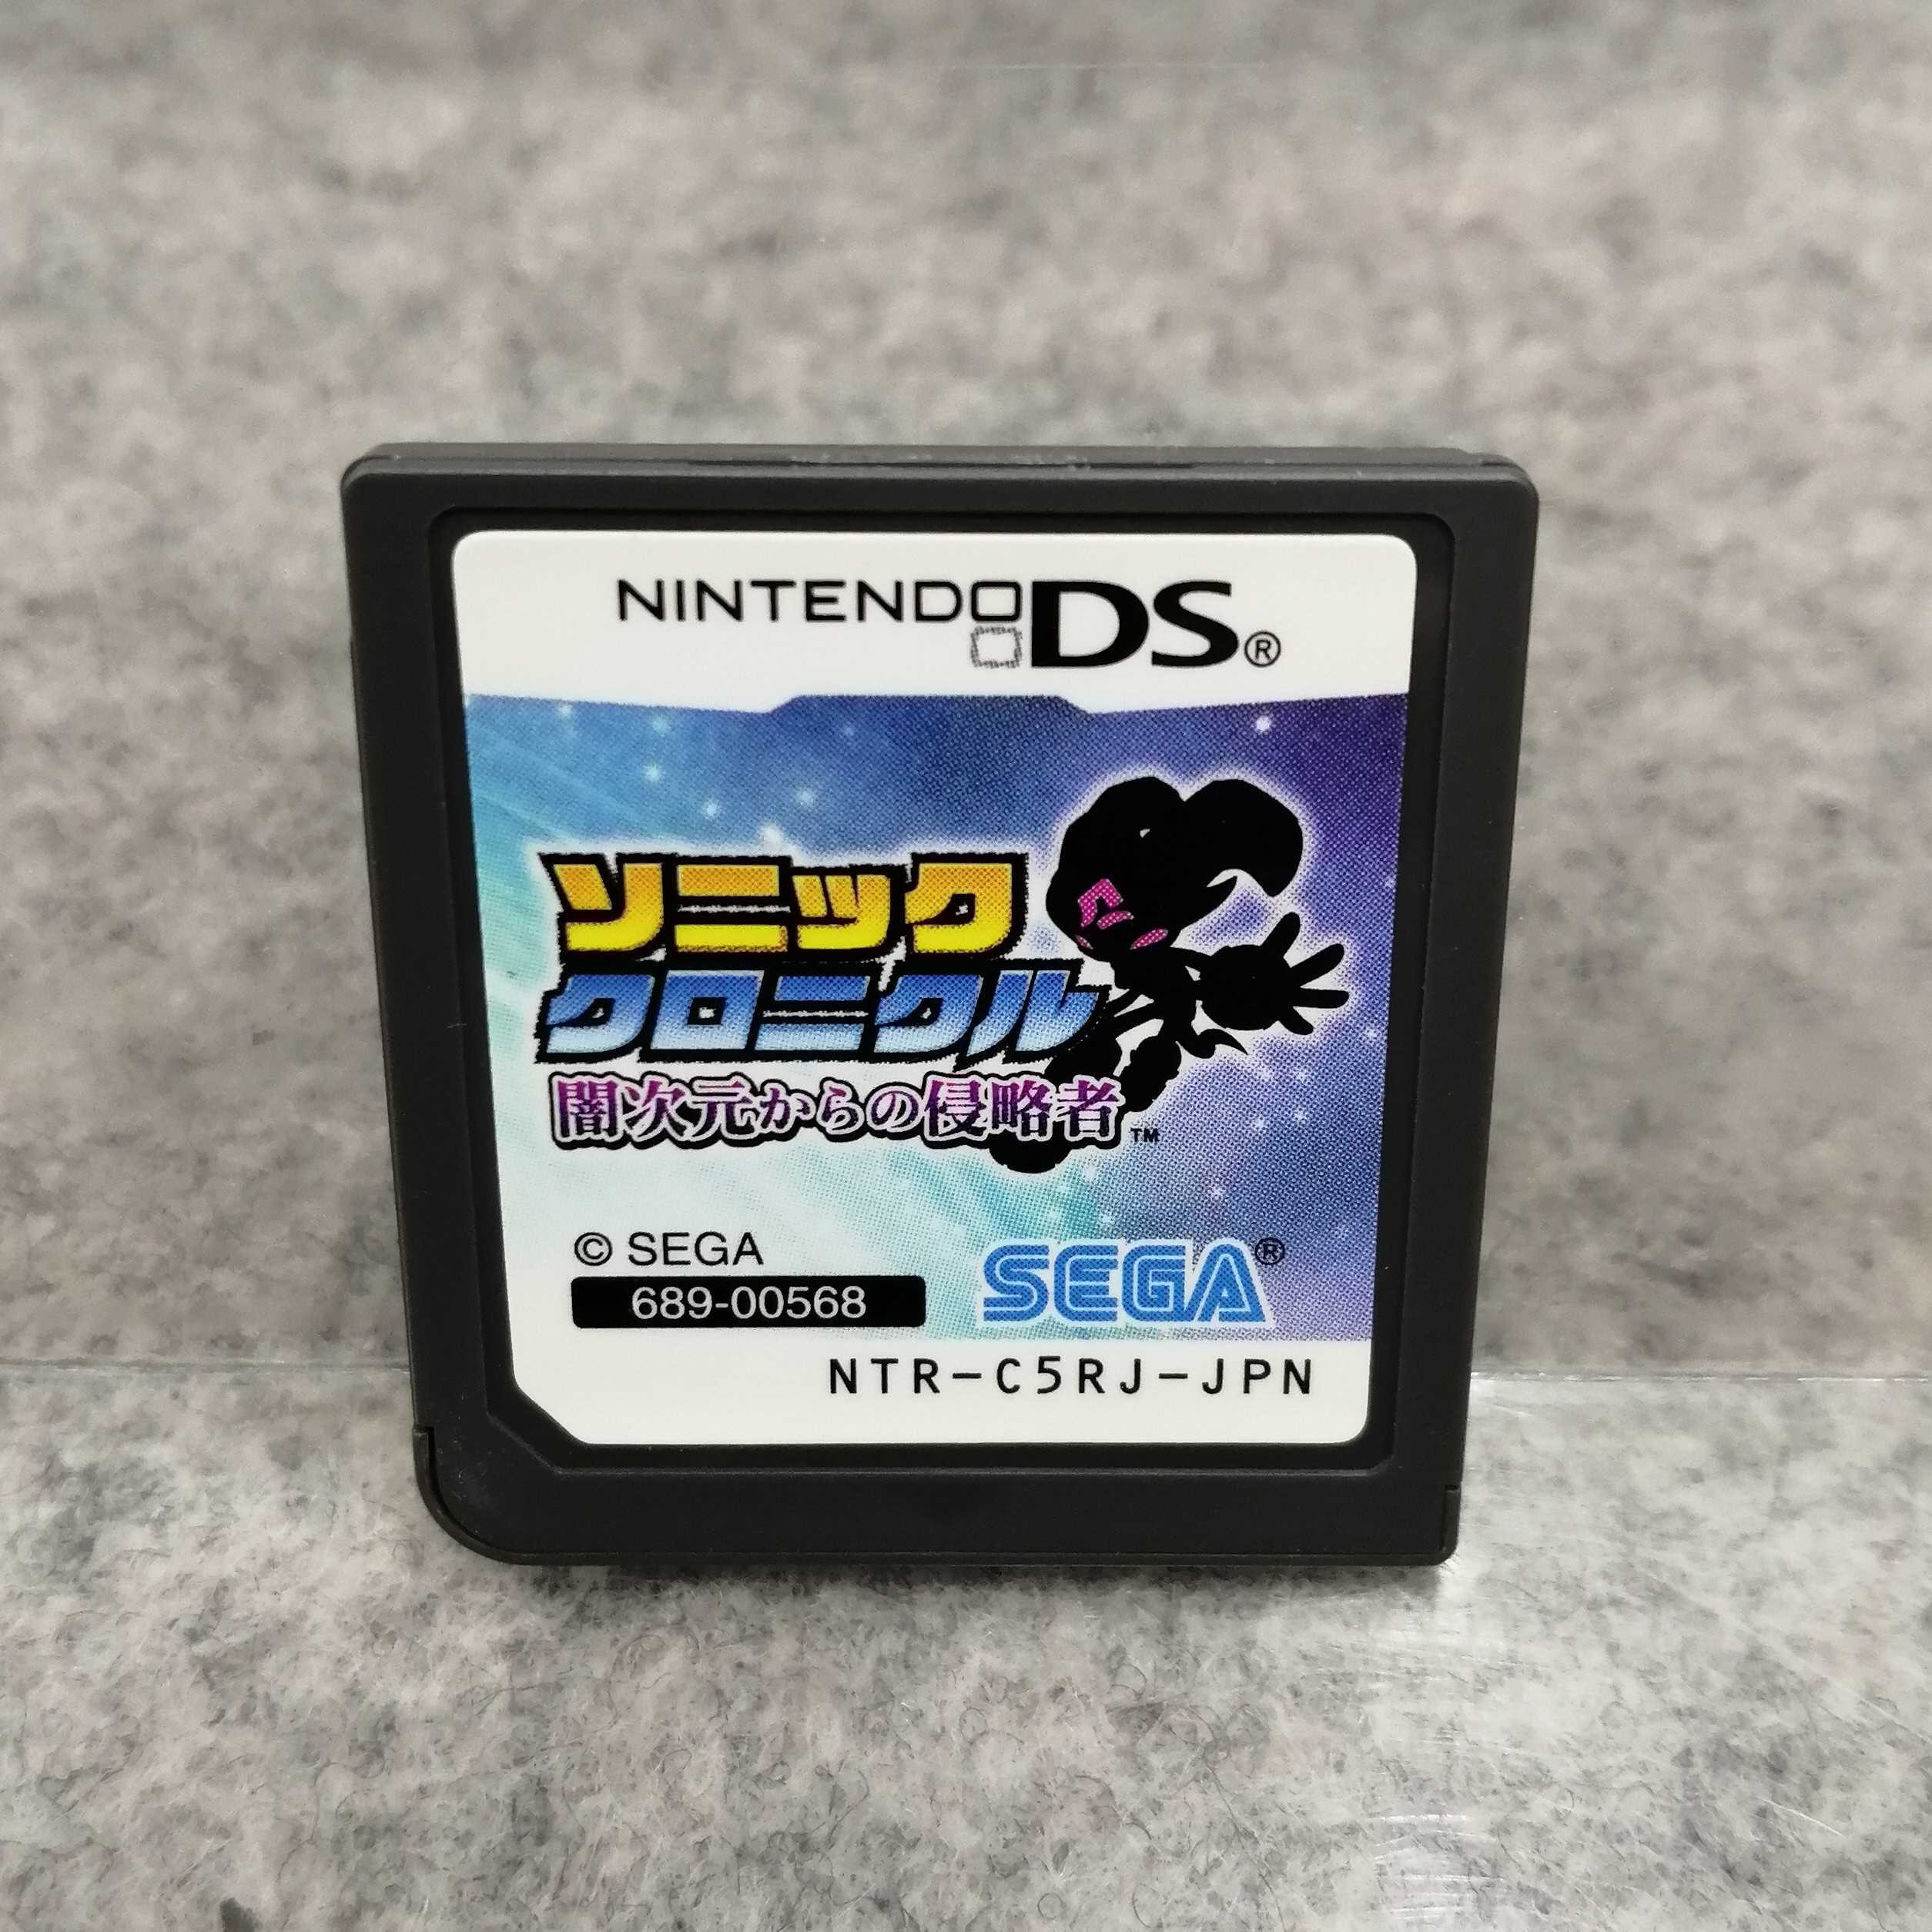 NINTENDO DS®
ソニック
クロニクル
闇次元からの侵略者™
© SEGA
689-00568
SEGA®
NTR-C5RJ-JPN